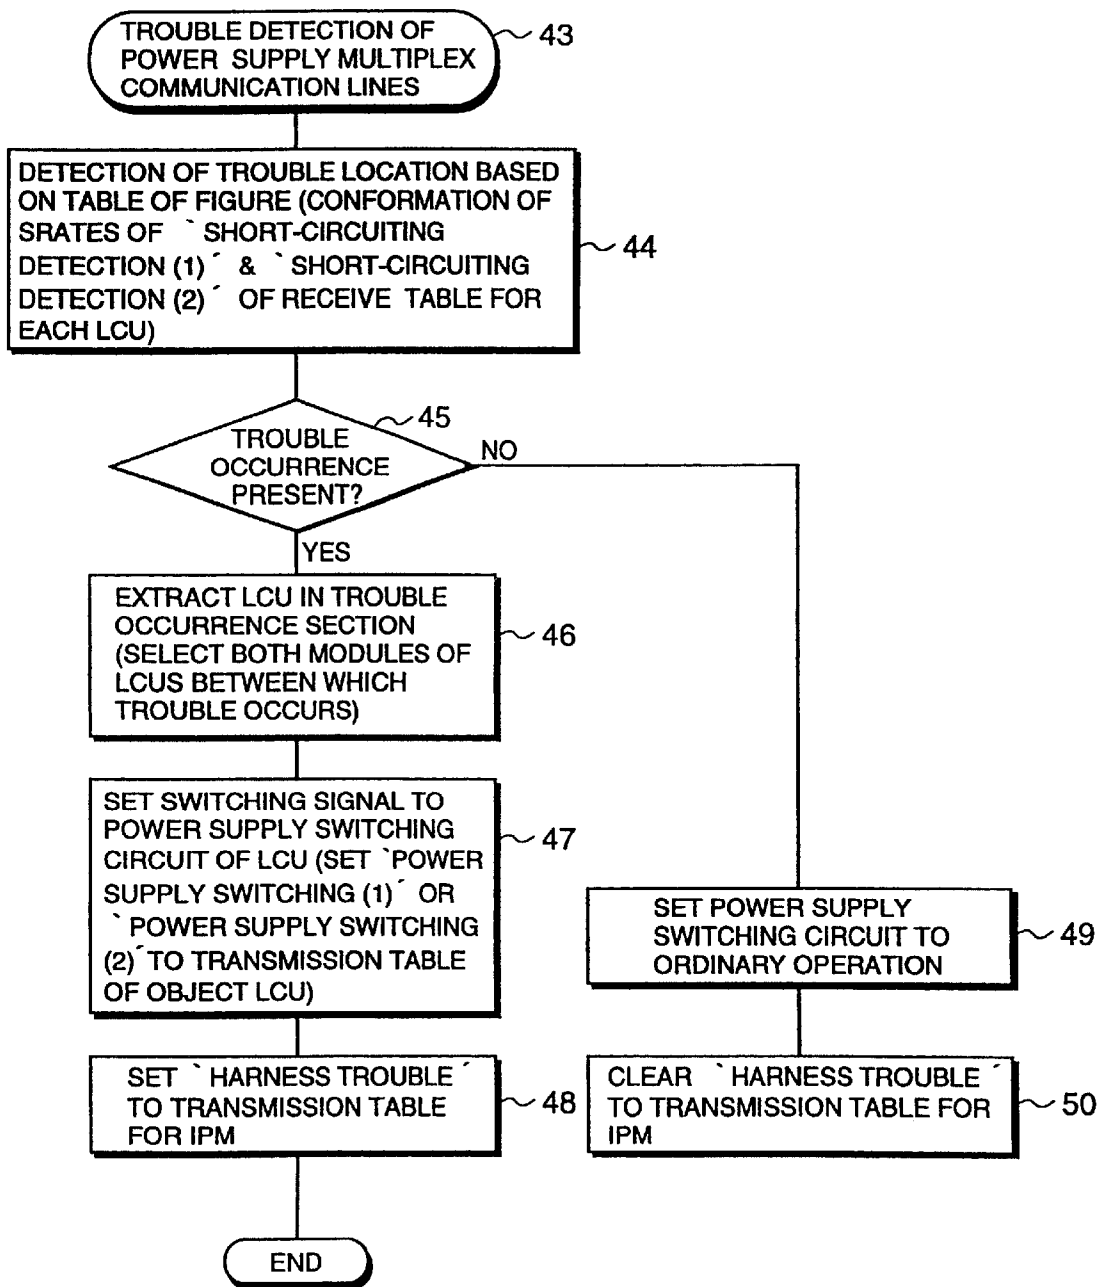 TROUBLE DETECTION OF
POWER SUPPLY MULTIPLEX
COMMUNICATION LINES
43
DETECTION OF TROUBLE LOCATION BASED
ON TABLE OF FIGURE (CONFORMATION OF
SRATES OF `SHORT-CIRCUITING
DETECTION (1)´ & `SHORT-CIRCUITING
DETECTION (2)´ OF RECEIVE TABLE FOR
EACH LCU)
44
45
TROUBLE
OCCURRENCE
PRESENT?
NO
YES
EXTRACT LCU IN TROUBLE
OCCURRENCE SECTION
(SELECT BOTH MODULES OF
LCUS BETWEEN WHICH
TROUBLE OCCURS)
46
SET SWITCHING SIGNAL TO
POWER SUPPLY SWITCHING
CIRCUIT OF LCU (SET `POWER
SUPPLY SWITCHING (1)´ OR
`POWER SUPPLY SWITCHING
(2)´ TO TRANSMISSION TABLE
OF OBJECT LCU)
47
SET `HARNESS TROUBLE´
TO TRANSMISSION TABLE
FOR IPM
48
SET POWER SUPPLY
SWITCHING CIRCUIT TO
ORDINARY OPERATION
49
CLEAR `HARNESS TROUBLE´
TO TRANSMISSION TABLE FOR
IPM
50
END